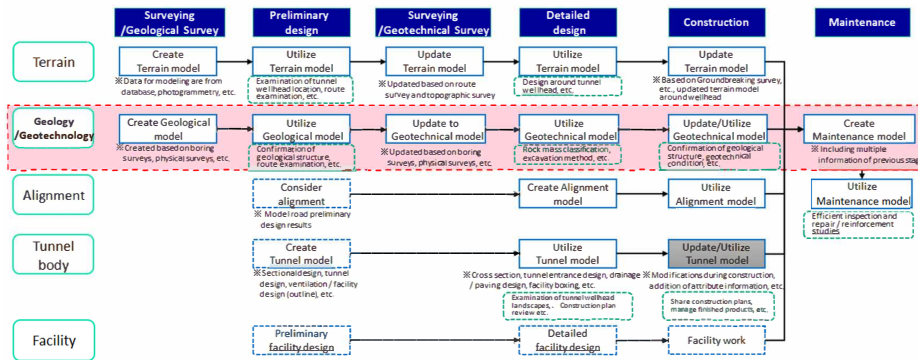 Surveying
/Geological Survey
Preliminary
design
Surveying
/Geotechnical Survey
Detailed
design
Construction
Maintenance
Terrain
Create
Terrain model
※Data for modeling are from
database, photogrammetry, etc.
Utilize
Terrain model
Examination of tunnel
wellhead location, route
examination, etc.
Update
Terrain model
※Updated based on route
survey and topographic survey
Utilize
Terrain model
Design around tunnel
wellhead, etc.
Update
Terrain model
※Based on Groundbreaking survey,
etc., updated terrain model
around wellhead
Geology
/Geotechnology
Create Geological
model
※Created based on boring
surveys, physical surveys, etc.
Utilize
Geological model
Confirmation of
geological structure,
route examination, etc.
Update to
Geotechnical model
※Updated based on boring
surveys, physical surveys, etc.
Utilize
Geotechnical model
Rock mass classification,
excavation method, etc.
Update/Utilize
Geotechnical model
Confirmation of geological
structure, geotechnical
condition, etc.
Create
Maintenance model
※Including multiple
information of previous stag
Alignment
Consider
alignment
※ Model road preliminary
design results
Create Alignment
model
Utilize
Alignment model
Utilize
Maintenance model
Efficient inspection and
repair / reinforcement
studies
Tunnel
body
Create
Tunnel model
※Sectional design, tunnel
design, ventilation / facility
design (outline), etc.
Utilize
Tunnel model
※Cross section, tunnel entrance design, drainage
/ paving design, facility boxing, etc.
Examination of tunnel wellhead
landscapes, . Construction plan
review etc.
Update/Utilize
Tunnel model
※Modifications during construction,
addition of attribute information, etc.
Share construction plans,
manage finished products, etc.
Facility
Preliminary
facility design
Detailed
facility design
Facility work